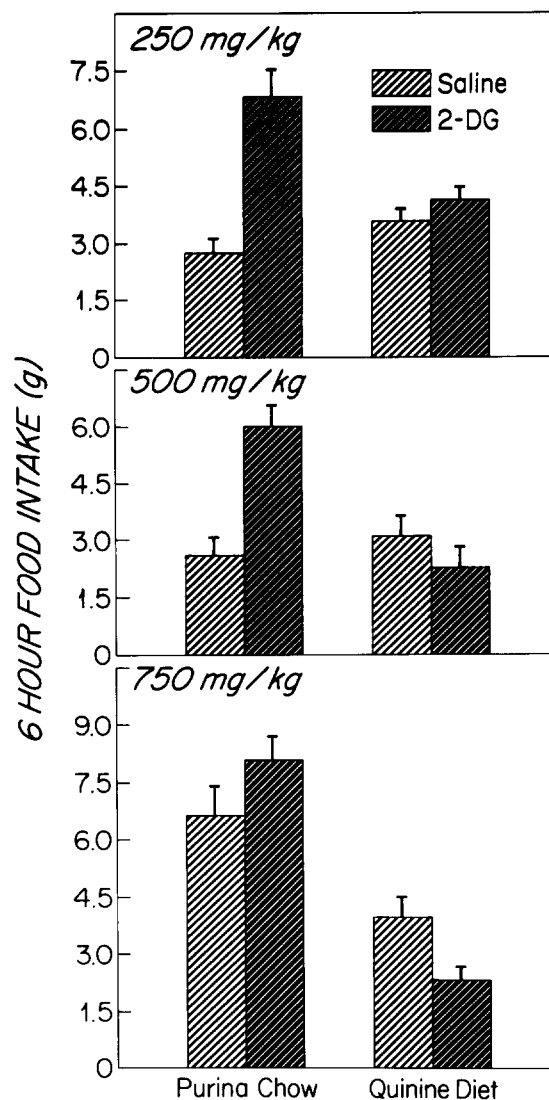 250 mg/kg
7.5
6.0
4.5
3.0
1.5
0
Saline
2-DG
500 mg/kg
6.0
4.5
3.0
1.5
0
6 HOUR FOOD INTAKE (g)
750 mg/kg
9.0
7.5
6.0
4.5
3.0
1.5
0
Purina Chow
Quinine Diet